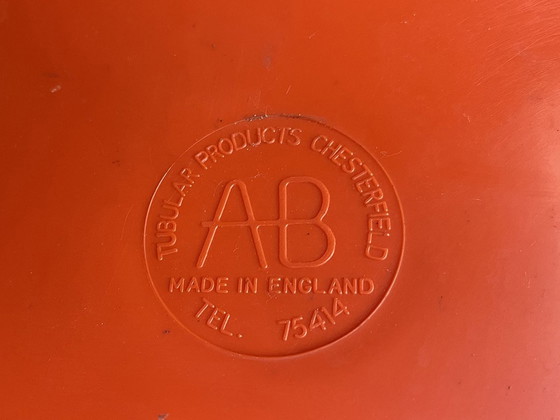 TUBULAR PRODUCTS CHESTERFIELD
AB
MADE IN ENGLAND
TEL. 75414